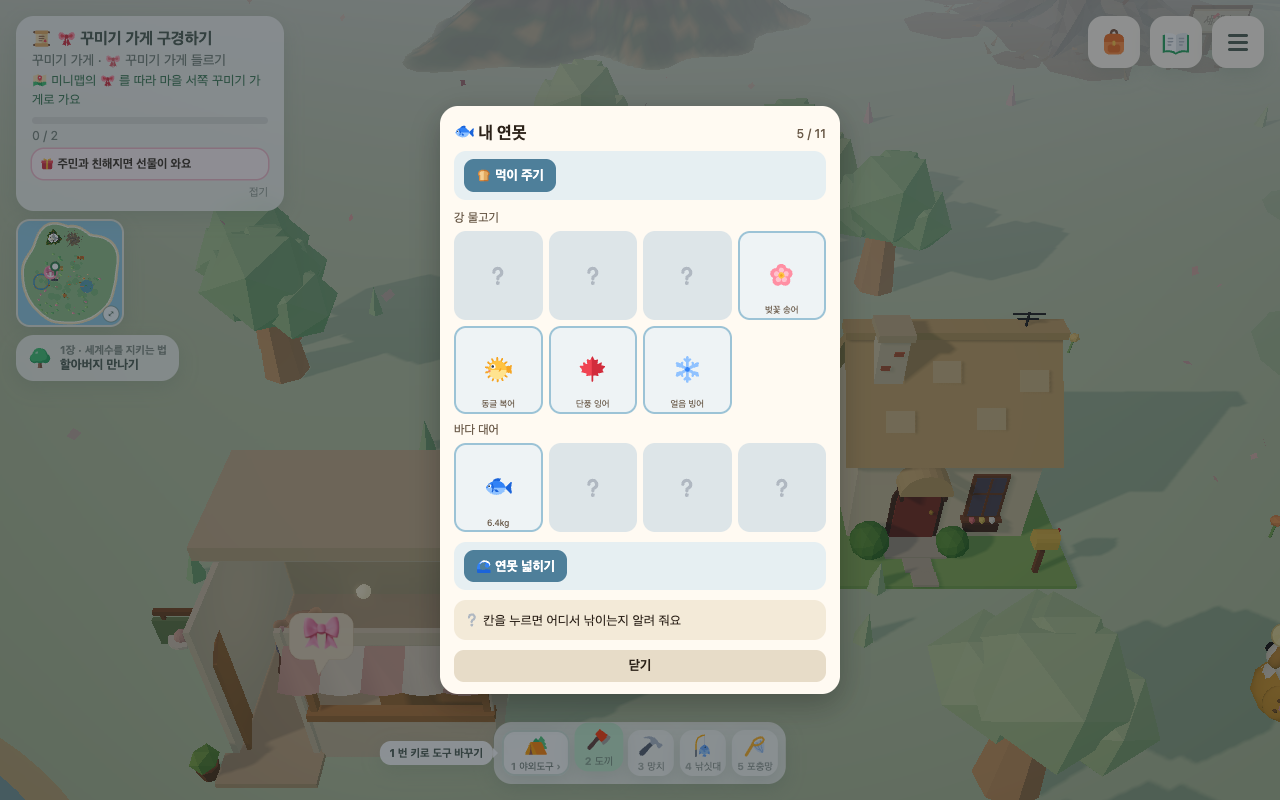 꾸미기 가게 구경하기
꾸미기 가게 · 꾸미기 가게 들르기
미니맵의 를 따라 마을 서쪽 꾸미기 가
게로 가요
0 / 2
주민과 친해지면 선물이 와요
접기
1장 · 세계수를 지키는 법
할아버지 만나기
내 연못
5 / 11
먹이 주기
강 물고기
?
?
?
벚꽃 송어
동글 복어
단풍 잉어
얼음 빙어
바다 대어
6.4kg
?
?
?
연못 넓히기
? 칸을 누르면 어디서 낚이는지 알려 줘요
닫기
1 번 키로 도구 바꾸기
1 야외도구 ›
2 도끼
3 망치
4 낚싯대
5 포충망